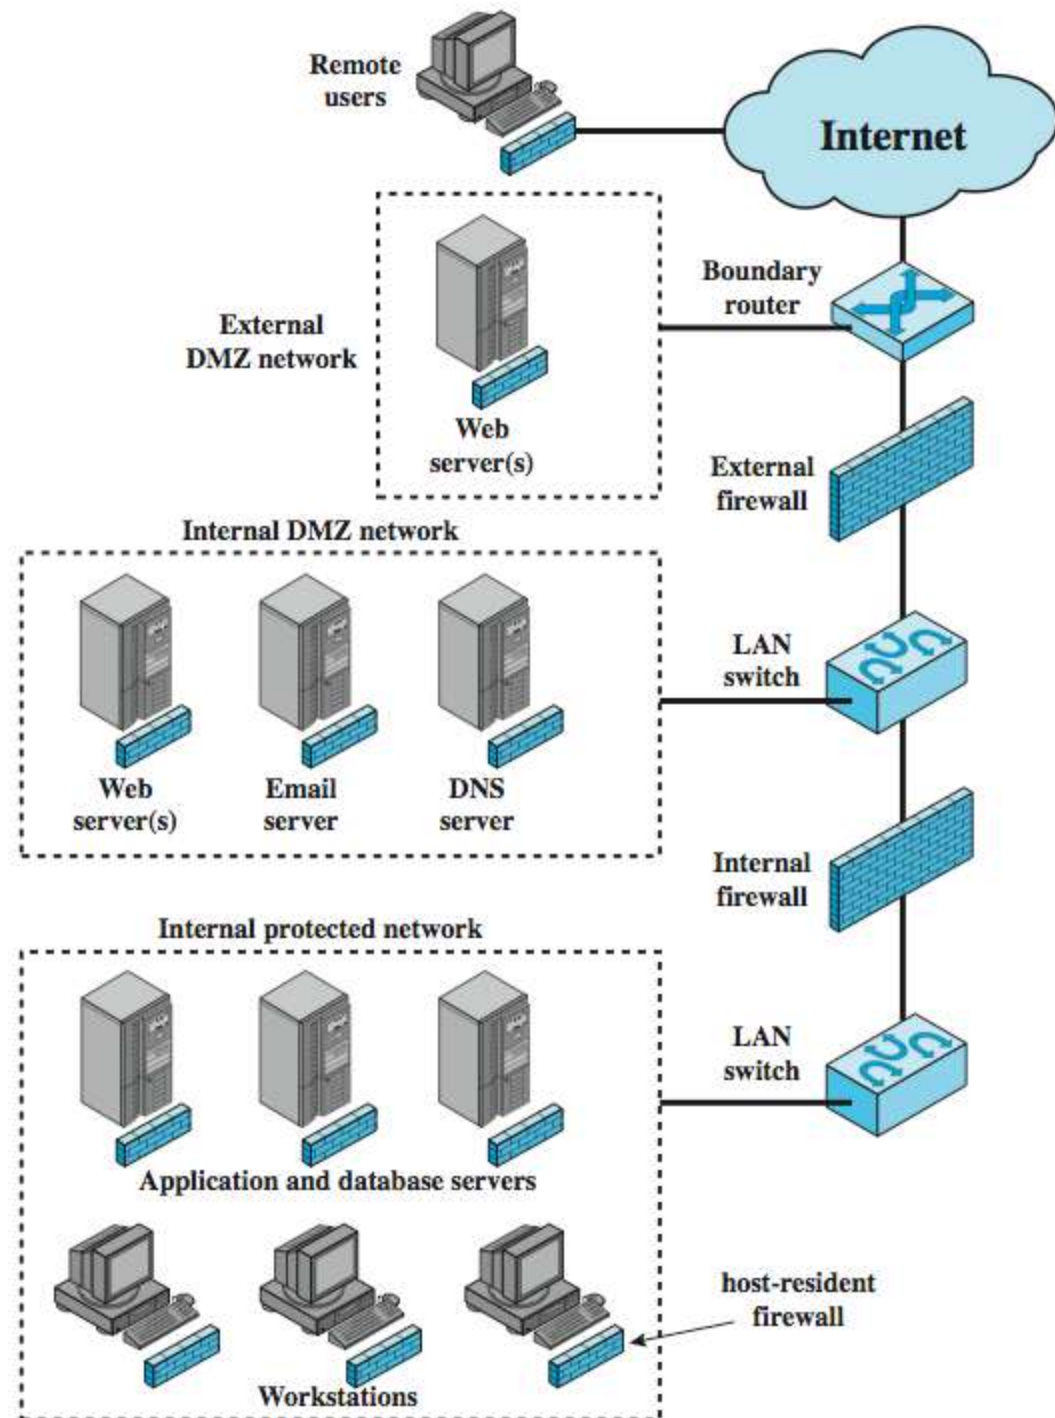 Remote
users
Internet
Boundary
router
External
DMZ network
Web
server(s)
External
firewall
Internal DMZ network
LAN
switch
Web
server(s)
Email
server
DNS
server
Internal
firewall
Internal protected network
LAN
switch
Application and database servers
host-resident
firewall
Workstations